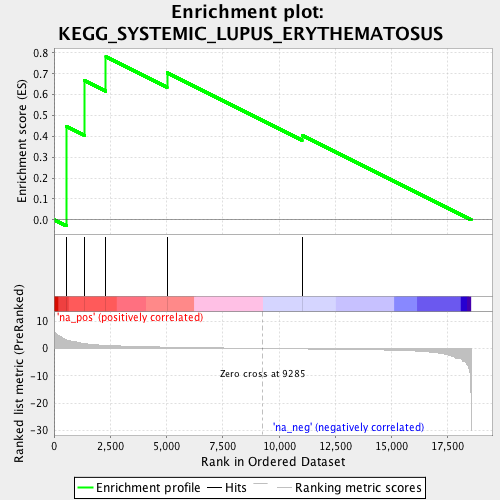 Enrichment plot:
KEGG_SYSTEMIC_LUPUS_ERYTHEMATOSUS
Enrichment score (ES)
0.8
0.7
0.6
0.5
0.4
0.3
0.2
0.1
0.0
'na_pos' (positively correlated)
Ranked list metric (PreRanked)
10
0
-10
-20
-30
Zero cross at 9285
'na_neg' (negatively correlated)
0 2,500 5,000 7,500 10,000 12,500 15,000 17,500
Rank in Ordered Dataset
Enrichment profile Hits Ranking metric scores